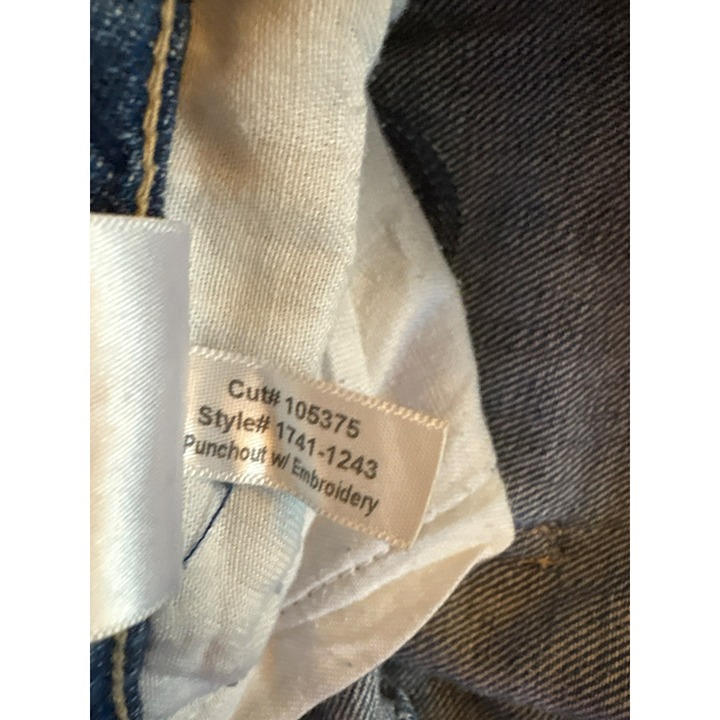 Cut# 105375
Style# 1741-1243
Punchout w/ Embroidery